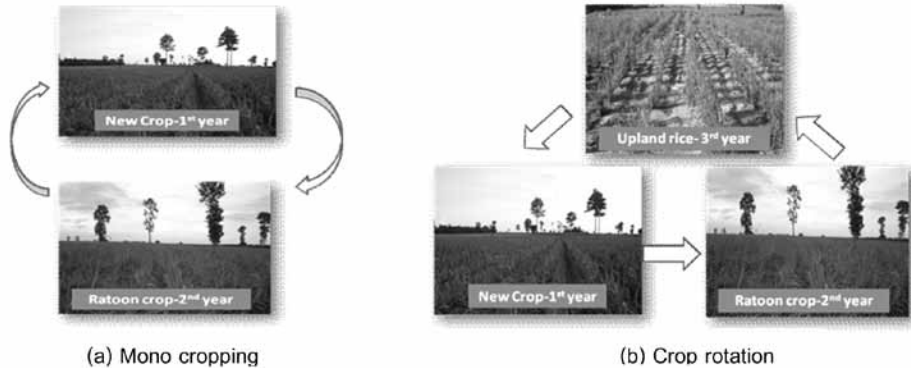 New Crop-1st year
Ratoon crop-2nd year
(a) Mono cropping
Upland rice- 3rd year
New Crop-1st year
Ratoon crop-2nd year
(b) Crop rotation